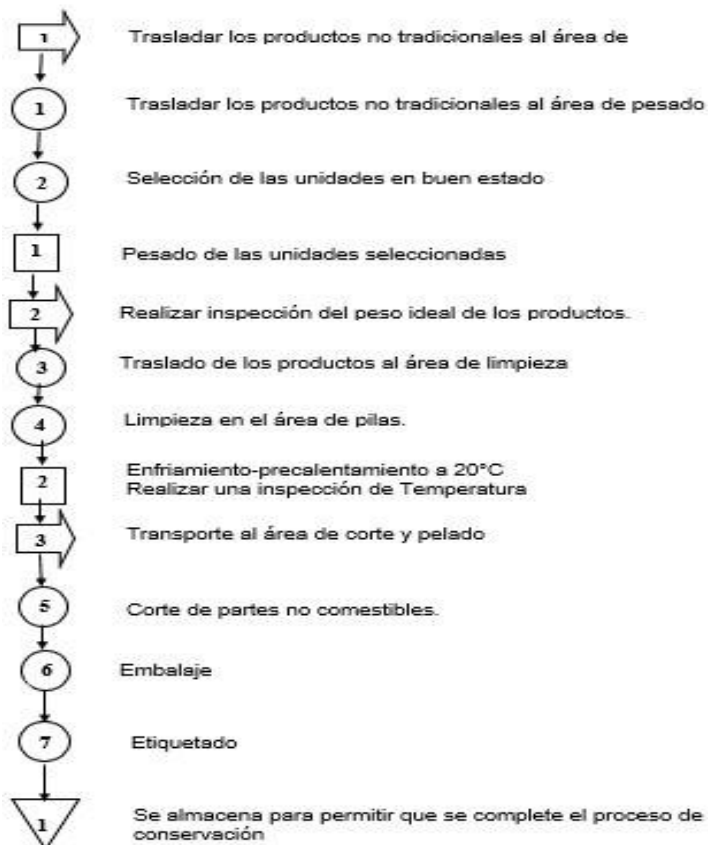 1 Trasladar los productos no tradicionales al área de
1 Trasladar los productos no tradicionales al área de pesado
2 Selección de las unidades en buen estado
1 Pesado de las unidades seleccionadas
2 Realizar inspección del peso ideal de los productos.
3 Traslado de los productos al área de limpieza
4 Limpieza en el área de pilas.
2 Enfriamiento-precalentamiento a 20°C
Realizar una inspección de Temperatura
3 Transporte al área de corte y pelado
5 Corte de partes no comestibles.
6 Embalaje
7 Etiquetado
1 Se almacena para permitir que se complete el proceso de
conservación